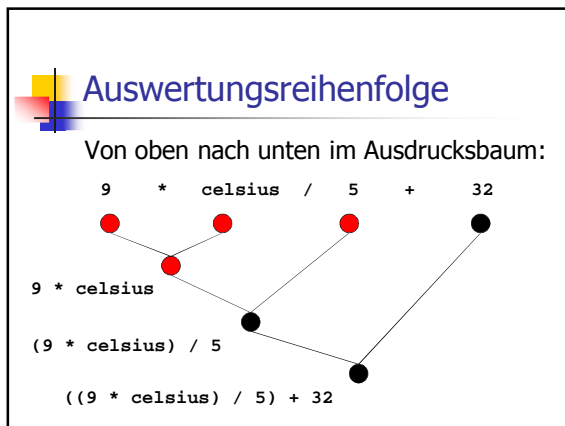 Auswertungsreihenfolge
Von oben nach unten im Ausdrucksbaum:
9 * celsius / 5 + 32
9 * celsius
(9 * celsius) / 5
((9 * celsius) / 5) + 32